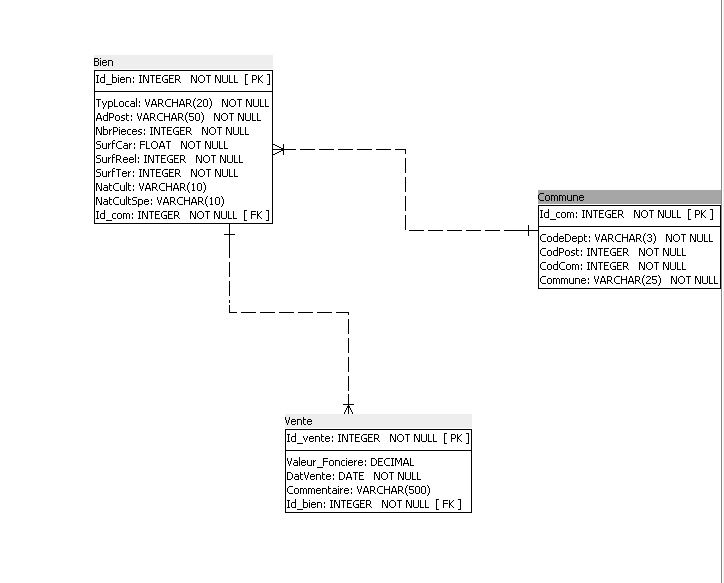 Bien
Id_bien: INTEGER NOT NULL [ PK ]
TypLocal: VARCHAR(20) NOT NULL
AdPost: VARCHAR(50) NOT NULL
NbrPieces: INTEGER NOT NULL
SurfCar: FLOAT NOT NULL
SurfReel: INTEGER NOT NULL
SurfTer: INTEGER NOT NULL
NatCult: VARCHAR(10)
NatCultSpe: VARCHAR(10)
Id_com: INTEGER NOT NULL [ FK ]
Commune
Id_com: INTEGER NOT NULL [ PK ]
CodeDept: VARCHAR(3) NOT NULL
CodPost: INTEGER NOT NULL
CodCom: INTEGER NOT NULL
Commune: VARCHAR(25) NOT NULL
Vente
Id_vente: INTEGER NOT NULL [ PK ]
Valeur_Fonciere: DECIMAL
DatVente: DATE NOT NULL
Commentaire: VARCHAR(500)
Id_bien: INTEGER NOT NULL [ FK ]